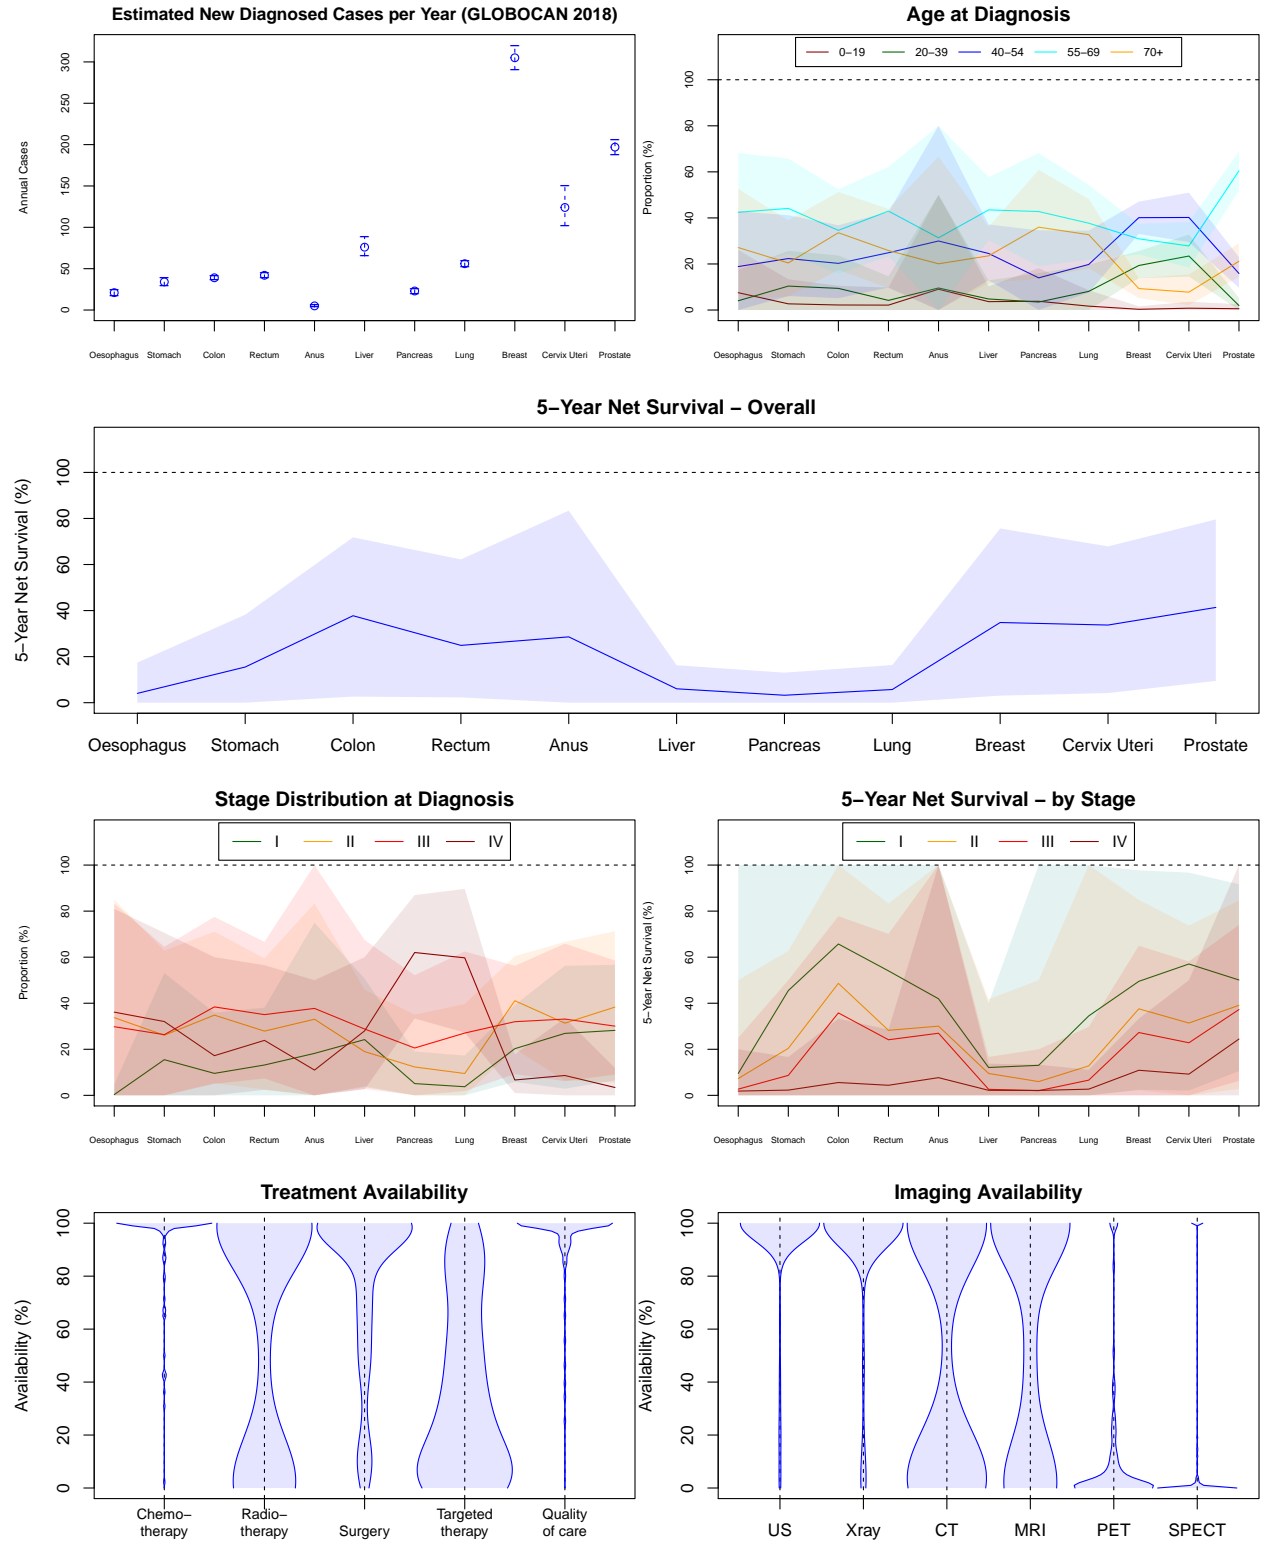 Estimated New Diagnosed Cases per Year (GLOBOCAN 2018)
Annual Cases
300
250
200
150
100
50
0
Oesophagus Stomach Colon Rectum Anus Liver Pancreas Lung Breast Cervix Uteri Prostate
Age at Diagnosis
0–19 20–39 40–54 55–69 70+
Proportion (%)
100
80
60
40
20
0
Oesophagus Stomach Colon Rectum Anus Liver Pancreas Lung Breast Cervix Uteri Prostate
5–Year Net Survival – Overall
5–Year Net Survival (%)
100
80
60
40
20
0
Oesophagus Stomach Colon Rectum Anus Liver Pancreas Lung Breast Cervix Uteri Prostate
Stage Distribution at Diagnosis
I II III IV
Proportion (%)
100
80
60
40
20
0
Oesophagus Stomach Colon Rectum Anus Liver Pancreas Lung Breast Cervix Uteri Prostate
5–Year Net Survival – by Stage
I II III IV
5–Year Net Survival (%)
100
80
60
40
20
0
Oesophagus Stomach Colon Rectum Anus Liver Pancreas Lung Breast Cervix Uteri Prostate
Treatment Availability
Availability (%)
100
80
60
40
20
0
Chemo–
therapy
Radio–
therapy
Surgery
Targeted
therapy
Quality
of care
Imaging Availability
Availability (%)
100
80
60
40
20
0
US Xray CT MRI PET SPECT